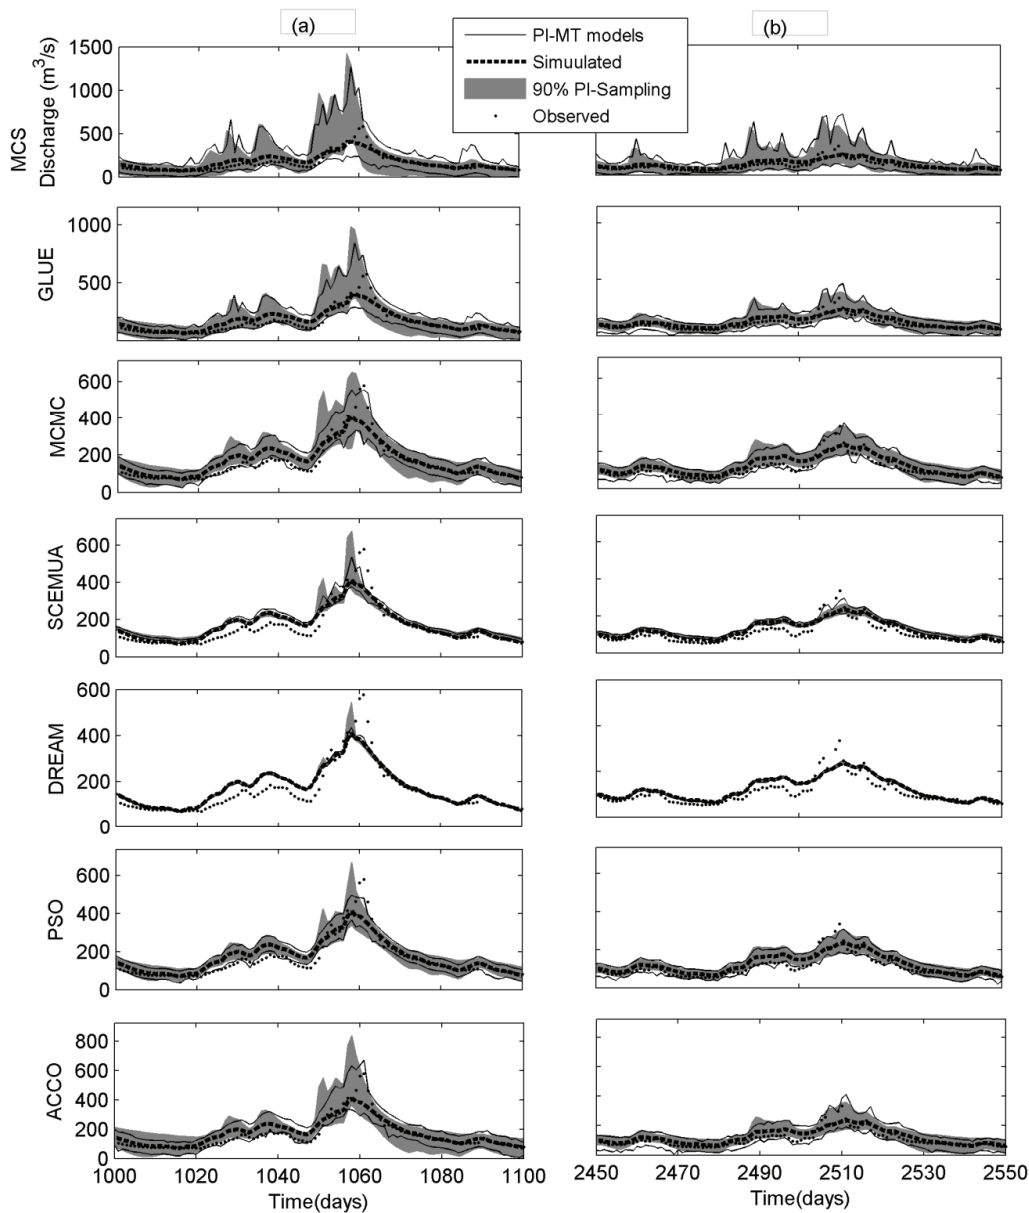 (a)
(b)
PI-MT models
Simuulated
90% PI-Sampling
Observed
MCS
Discharge (m³/s)
1500
1000
500
0
GLUE
1000
500
MCMC
600
400
200
0
SCEMUA
600
400
200
0
DREAM
600
400
200
0
PSO
600
400
200
0
ACCO
800
600
400
200
0
1000 1020 1040 1060 1080 1100
2450 2470 2490 2510 2530 2550
Time(days)
Time(days)